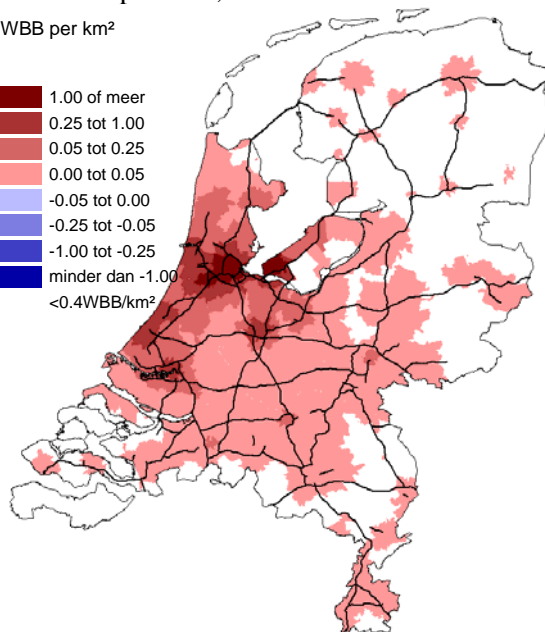 WBB per km²
1.00 of meer
0.25 tot 1.00
0.05 tot 0.25
0.00 tot 0.05
-0.05 tot 0.00
-0.25 tot -0.05
-1.00 tot -0.25
minder dan -1.00
<0.4WBB/km²